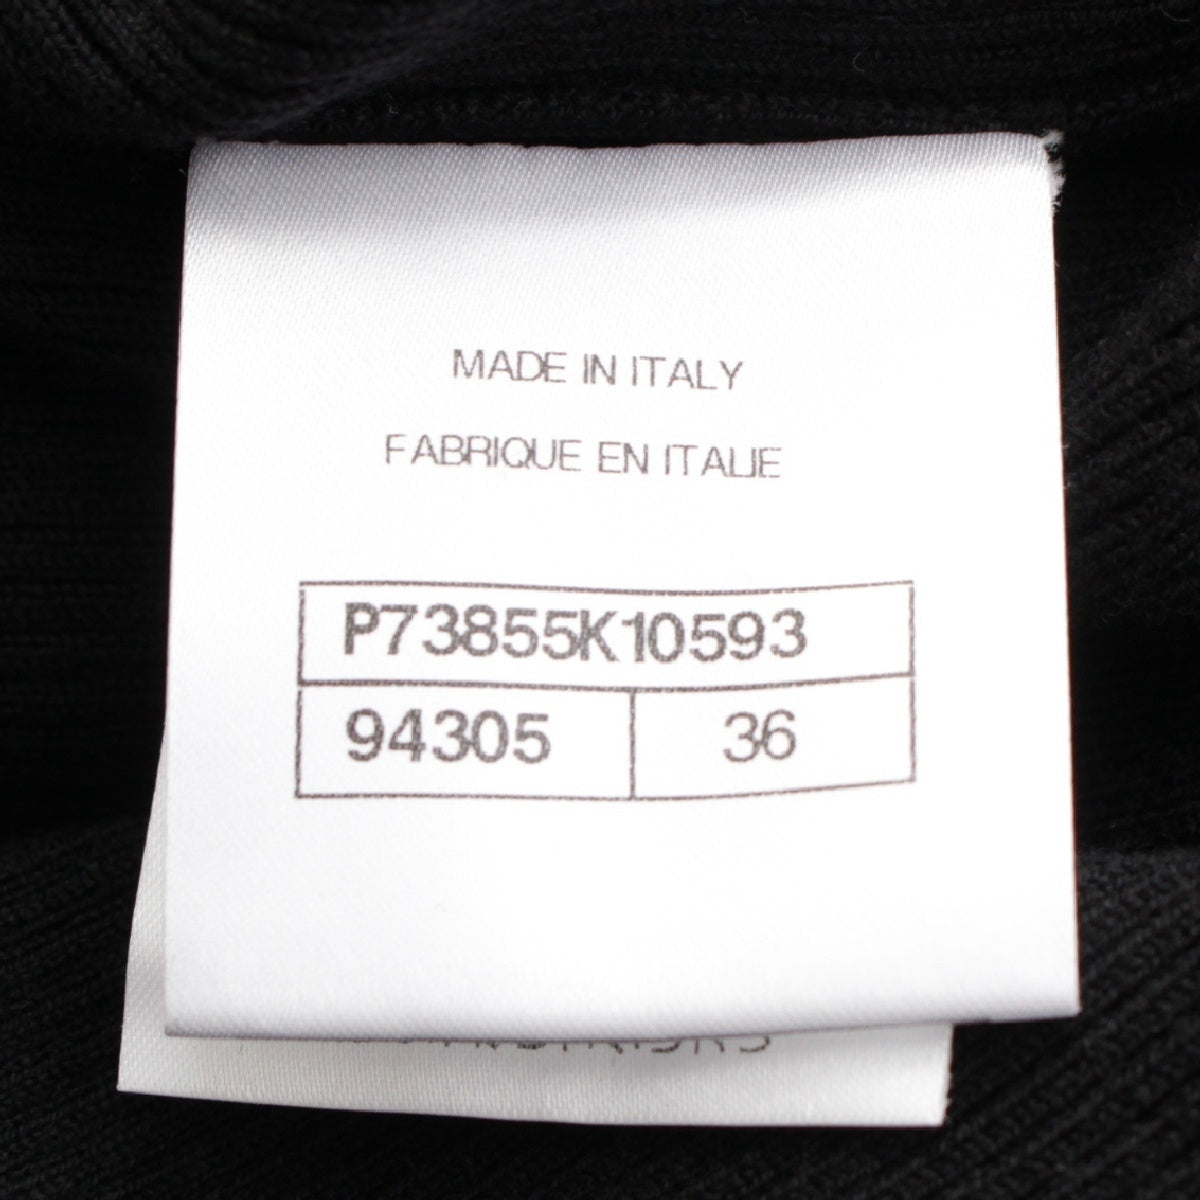 MADE IN ITALY
FABRIQUE EN ITALIE
P73855K10593
94305 36